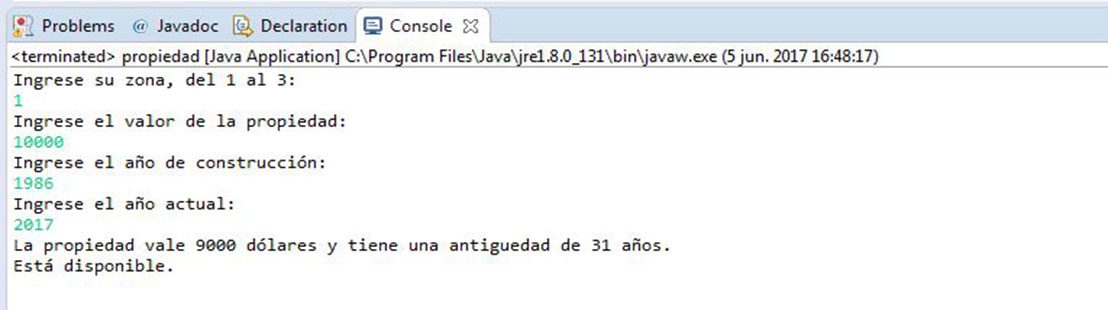 Problems @ Javadoc Declaration Console
<terminated> propiedad [Java Application] C:\Program Files\Java\jre1.8.0_131\bin\javaw.exe (5 jun. 2017 16:48:17)
Ingrese su zona, del 1 al 3:
1
Ingrese el valor de la propiedad:
10000
Ingrese el año de construcción:
1986
Ingrese el año actual:
2017
La propiedad vale 9000 dólares y tiene una antiguedad de 31 años.
Está disponible.